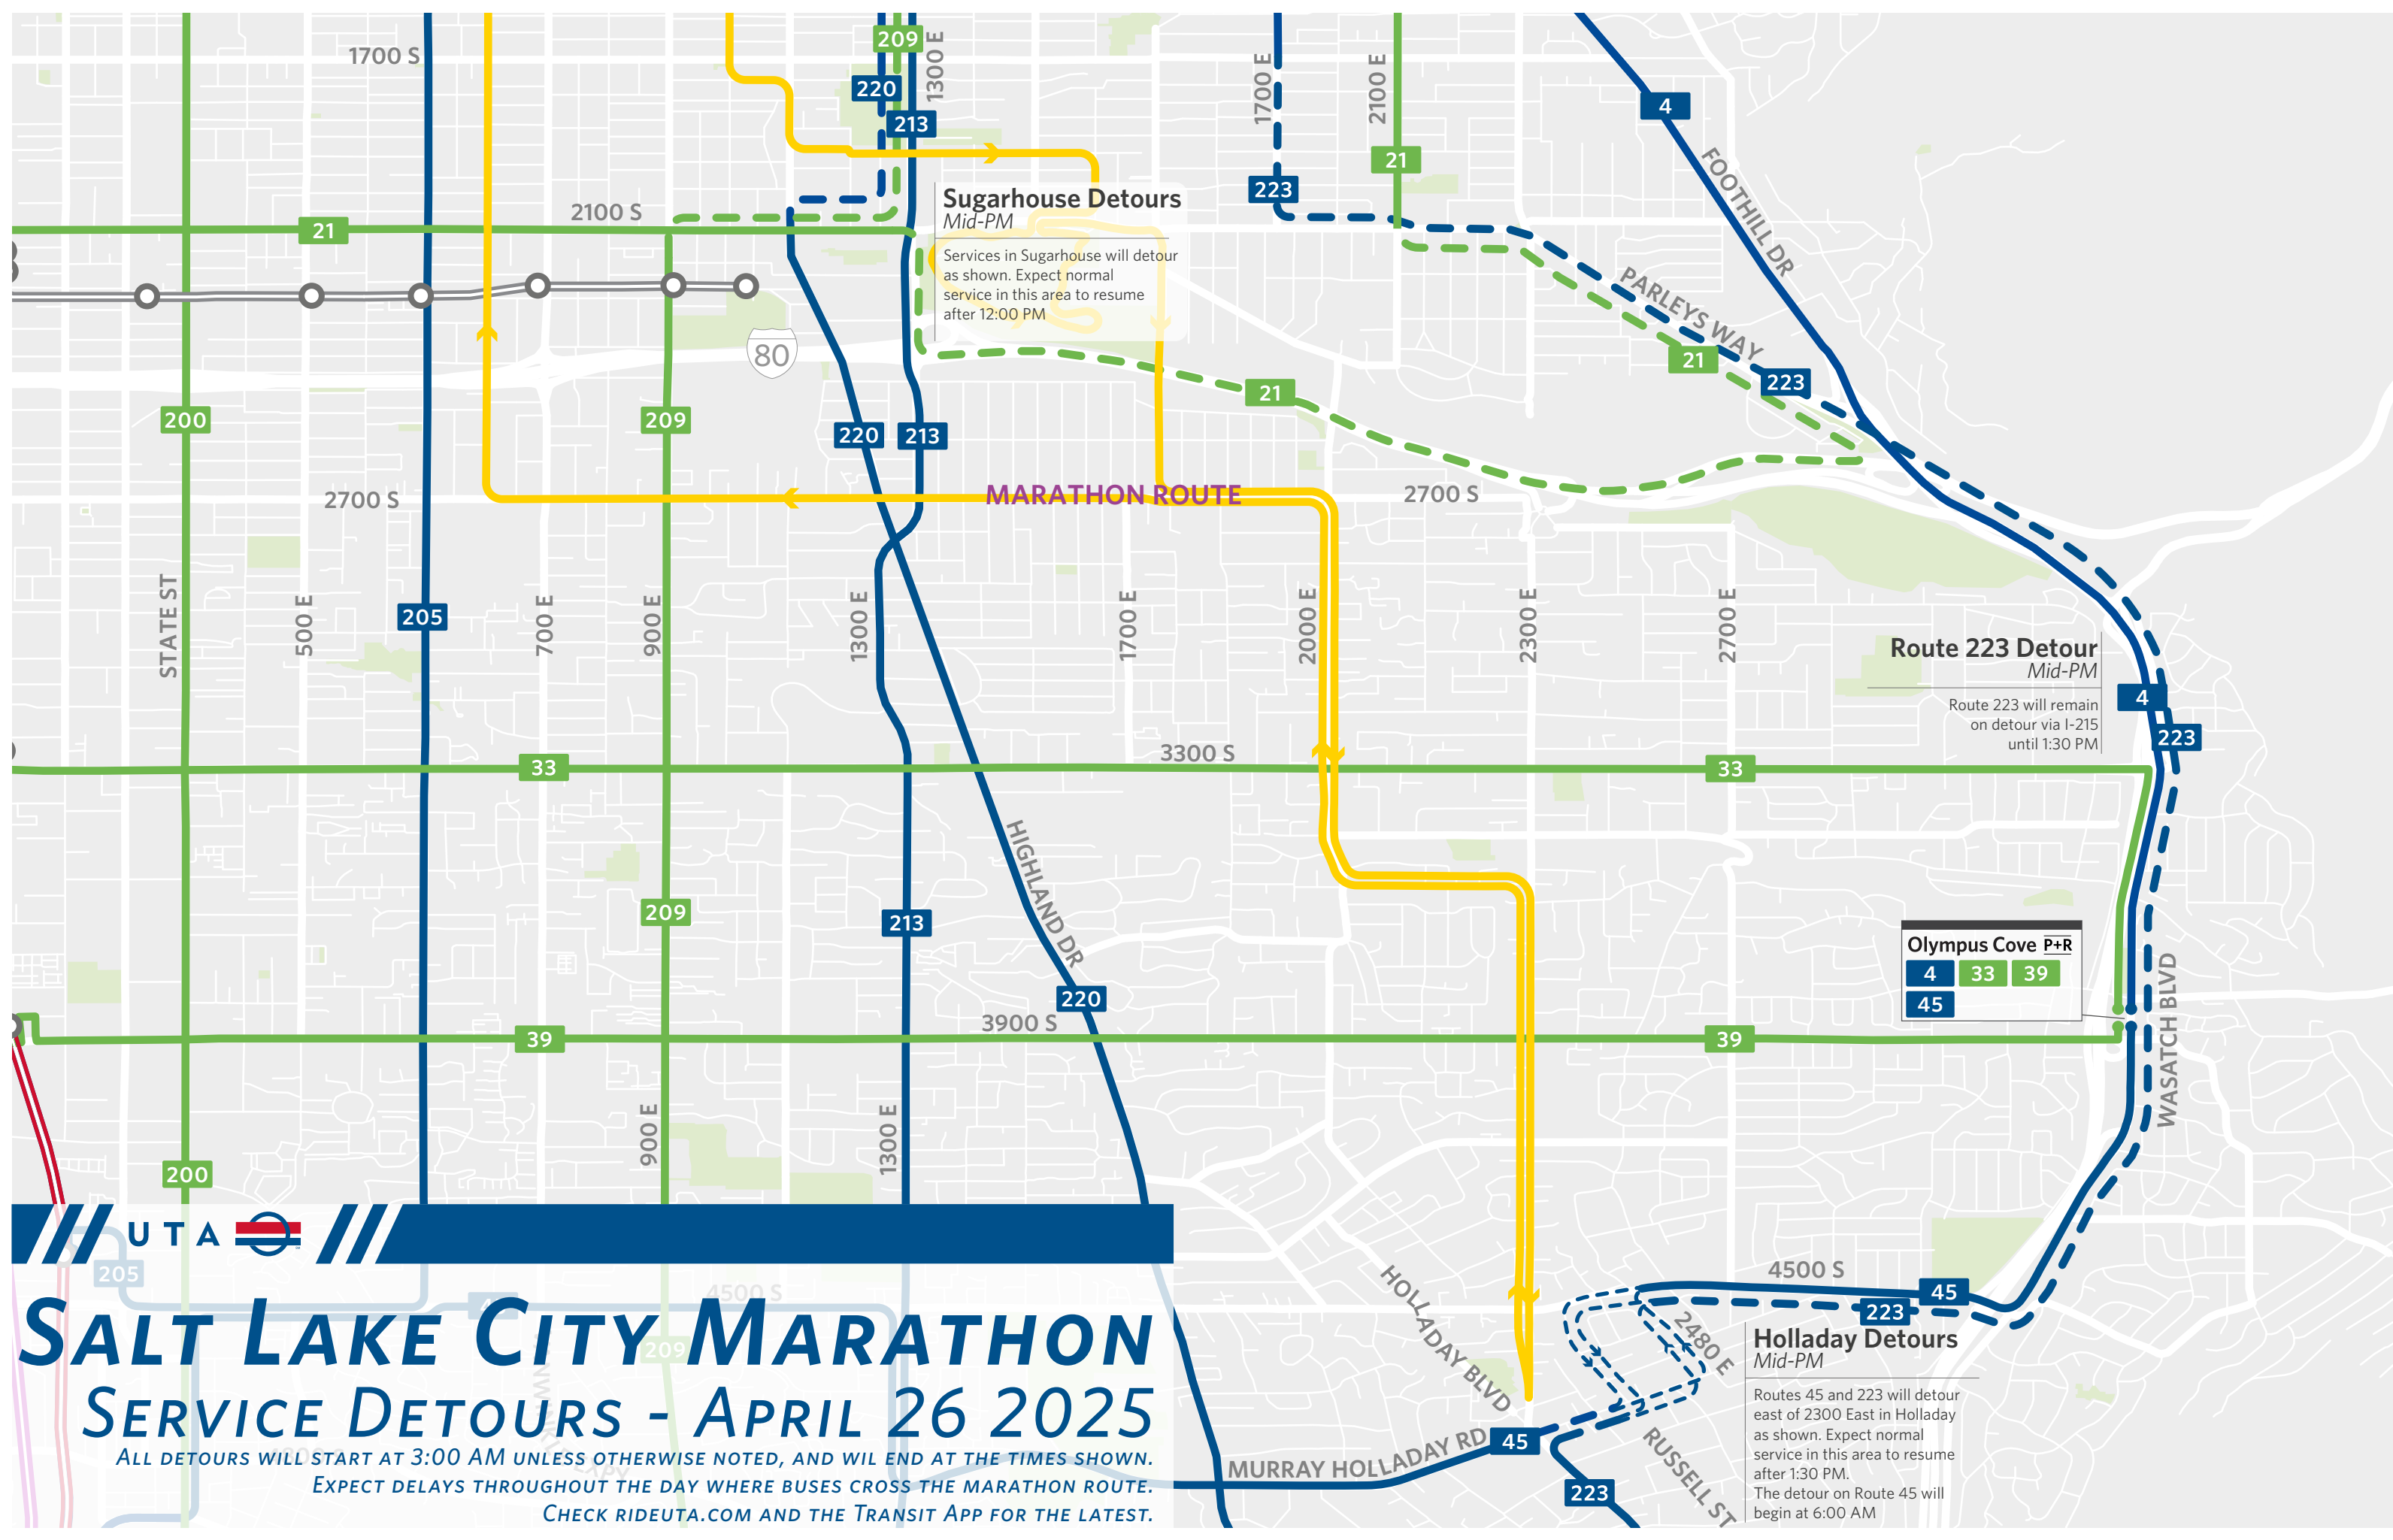 1700 S
209
1300 E
220
213
1700 E
2100 E
4
21
223
FOOTHILL DR
2100 S
21
Sugarhouse Detours
Mid-PM
Services in Sugarhouse will detour
as shown. Expect normal
service in this area to resume
after 12:00 PM
PARLEYS WAY
21
223
80
21
200
209
220
213
MARATHON ROUTE
2700 S
2700 S
STATE ST
500 E
205
700 E
900 E
1300 E
1700 E
2000 E
2300 E
2700 E
Route 223 Detour
Mid-PM
Route 223 will remain
on detour via I-215
until 1:30 PM
4
223
33
3300 S
33
HIGHLAND DR
209
213
Olympus Cove P+R
4 33 39
45
WASATCH BLVD
220
3900 S
39
39
900 E
1300 E
200
UTA
205
4500 S
209
4500 S
45
223
HOLLADAY BLVD
2480 E
Holladay Detours
Mid-PM
Routes 45 and 223 will detour
east of 2300 East in Holladay
as shown. Expect normal
service in this area to resume
after 1:30 PM.
The detour on Route 45 will
begin at 6:00 AM
MURRAY HOLLADAY RD
45
223
RUSSELL ST
SALT LAKE CITY MARATHON
SERVICE DETOURS - APRIL 26 2025
ALL DETOURS WILL START AT 3:00 AM UNLESS OTHERWISE NOTED, AND WIL END AT THE TIMES SHOWN.
EXPECT DELAYS THROUGHOUT THE DAY WHERE BUSES CROSS THE MARATHON ROUTE.
CHECK RIDEUTA.COM AND THE TRANSIT APP FOR THE LATEST.